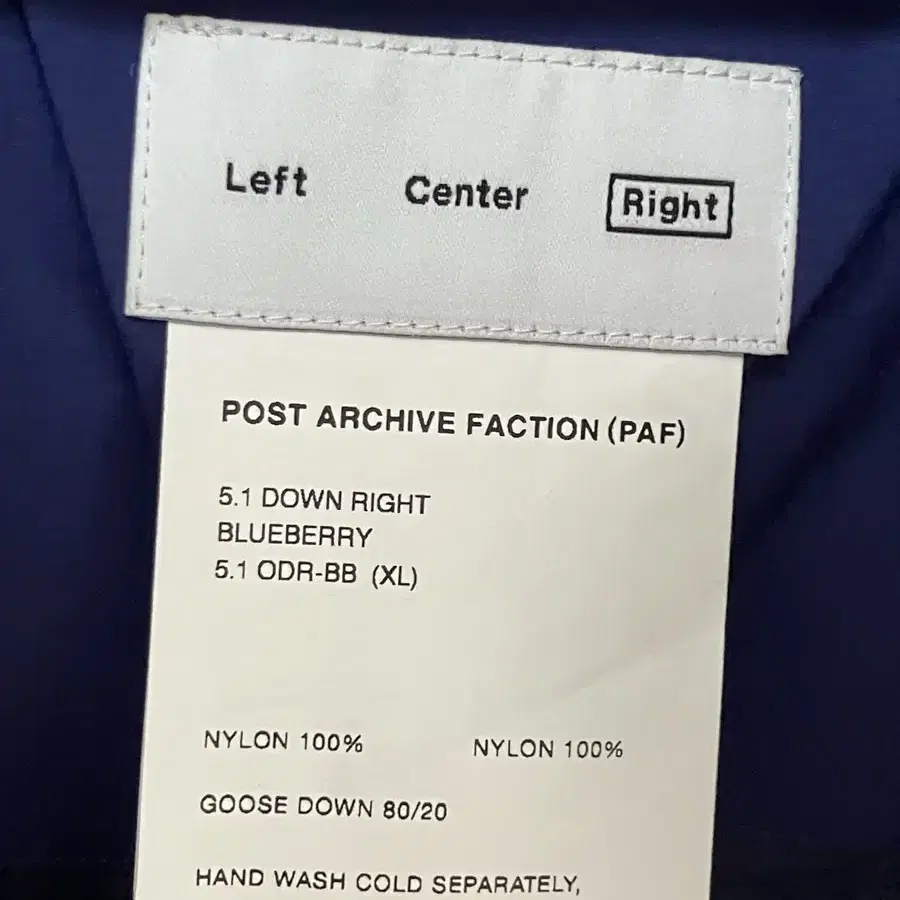 Left Center Right
POST ARCHIVE FACTION (PAF)
5.1 DOWN RIGHT
BLUEBERRY
5.1 ODR-BB (XL)
NYLON 100% NYLON 100%
GOOSE DOWN 80/20
HAND WASH COLD SEPARATELY,